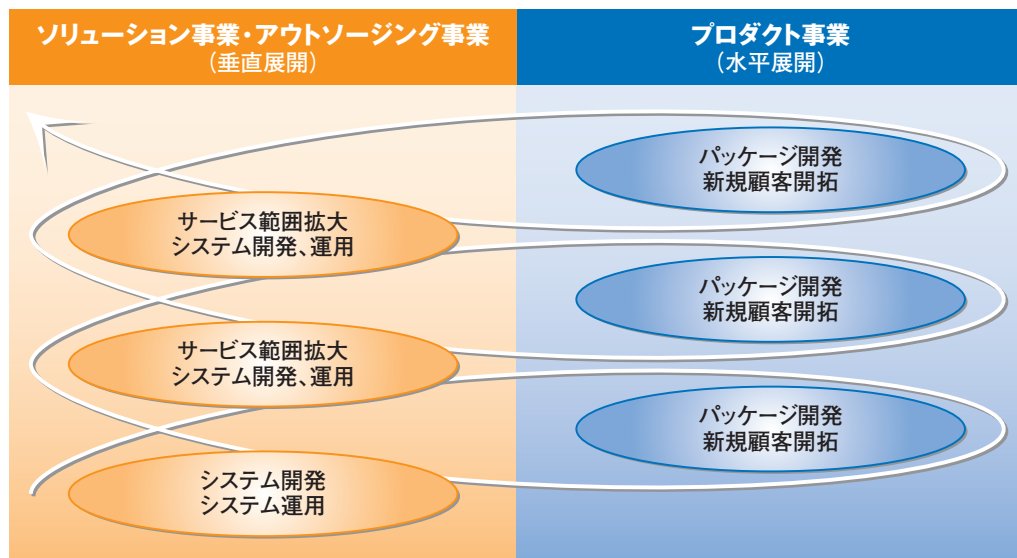 ソリューション事業・アウトソージング事業
(垂直展開)
プロダクト事業
(水平展開)
パッケージ開発
新規顧客開拓
サービス範囲拡大
システム開発、運用
パッケージ開発
新規顧客開拓
サービス範囲拡大
システム開発、運用
パッケージ開発
新規顧客開拓
システム開発
システム運用